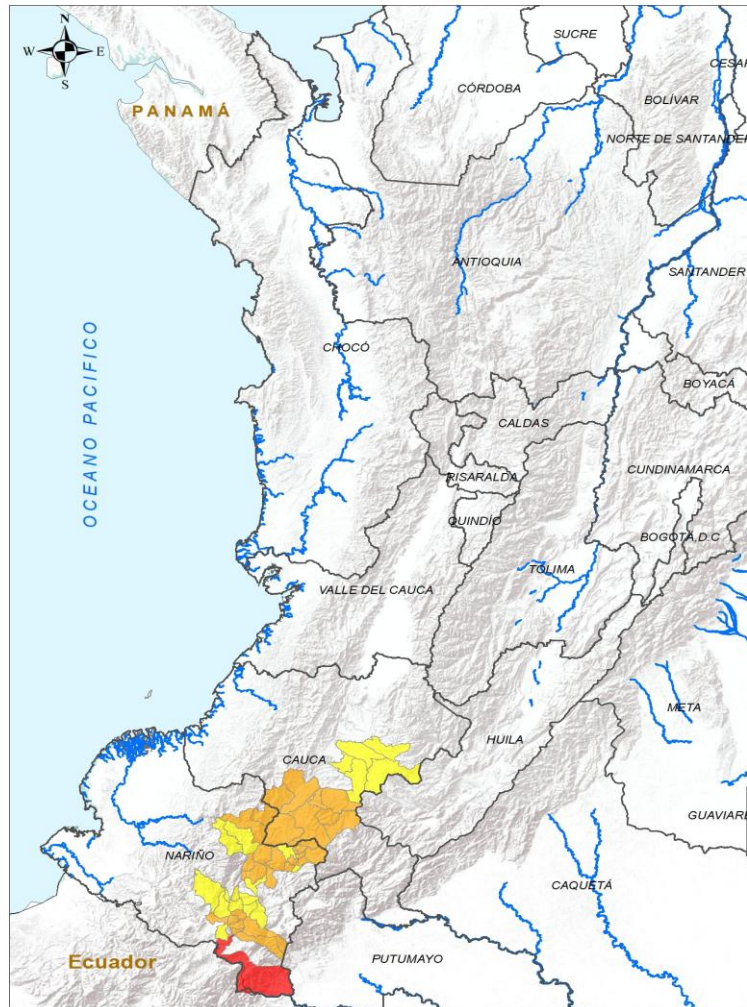 N
W E
S
SUCRE
CESAR
CÓRDOBA
BOLÍVAR
PANAMÁ
NORTE DE SANTANDER
ANTIOQUIA
SANTANDER
OCEANO PACIFICO
CHOCÓ
BOYACÁ
CALDAS
RISARALDA
CUNDINAMARCA
QUINDÍO
BOGOTÁ,D.C
TOLIMA
VALLE DEL CAUCA
META
HUILA
CAUCA
GUAVIARE
NARIÑO
CAQUETÁ
Ecuador
PUTUMAYO